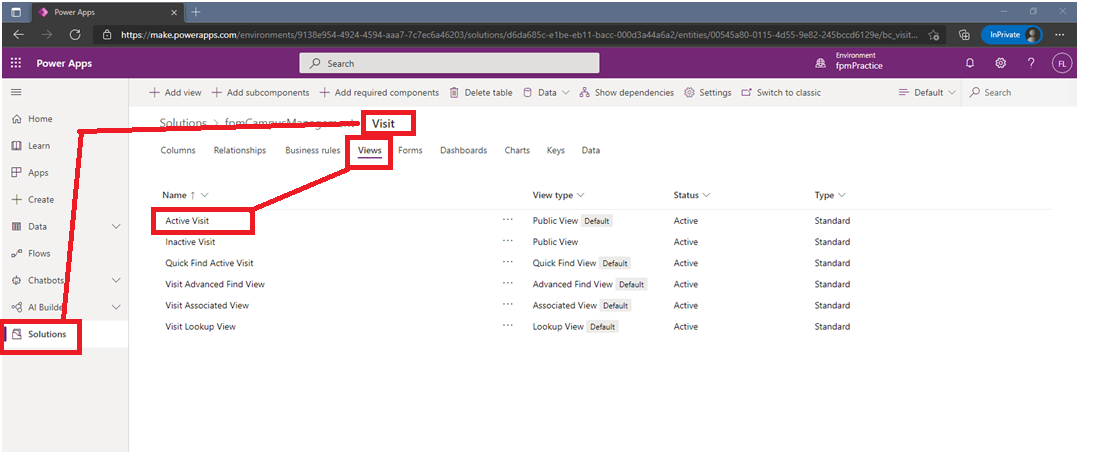 Power Apps
https://make.powerapps.com/environments/9138e954-4924-4594-aaa7-7c7ec6a46203/solutions/d6da685c-e1be-eb11-bacc-000d3a44a6a2/entities/00545a80-0115-4d55-9e82-245bccd6129e/bc_visit...
InPrivate
Power Apps
Search
Environment
fpmPractice
FL
Add view
Add subcomponents
Add required components
Delete table
Data
Show dependencies
Settings
Switch to classic
Default
Search
Home
Learn
Apps
Create
Data
Flows
Chatbots
AI Builder
Solutions
Solutions > fpmCampusManagement > Visit
Columns Relationships Business rules Views Forms Dashboards Charts Keys Data
Name ↑ View type Status Type
Active Visit ... Public View Default Active Standard
Inactive Visit ... Public View Active Standard
Quick Find Active Visit ... Quick Find View Default Active Standard
Visit Advanced Find View ... Advanced Find View Default Active Standard
Visit Associated View ... Associated View Default Active Standard
Visit Lookup View ... Lookup View Default Active Standard